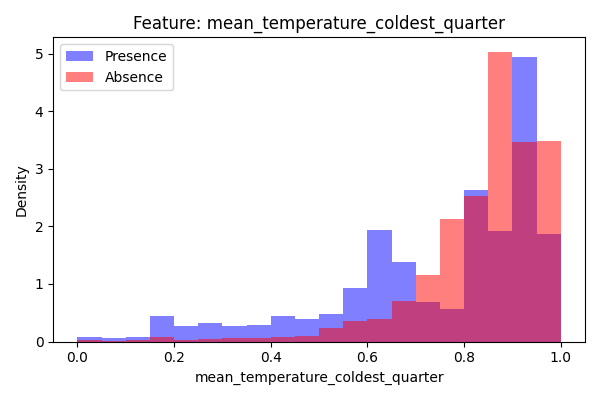 Feature: mean_temperature_coldest_quarter
Presence
Absence
Density
5
4
3
2
1
0
0.0 0.2 0.4 0.6 0.8 1.0
mean_temperature_coldest_quarter